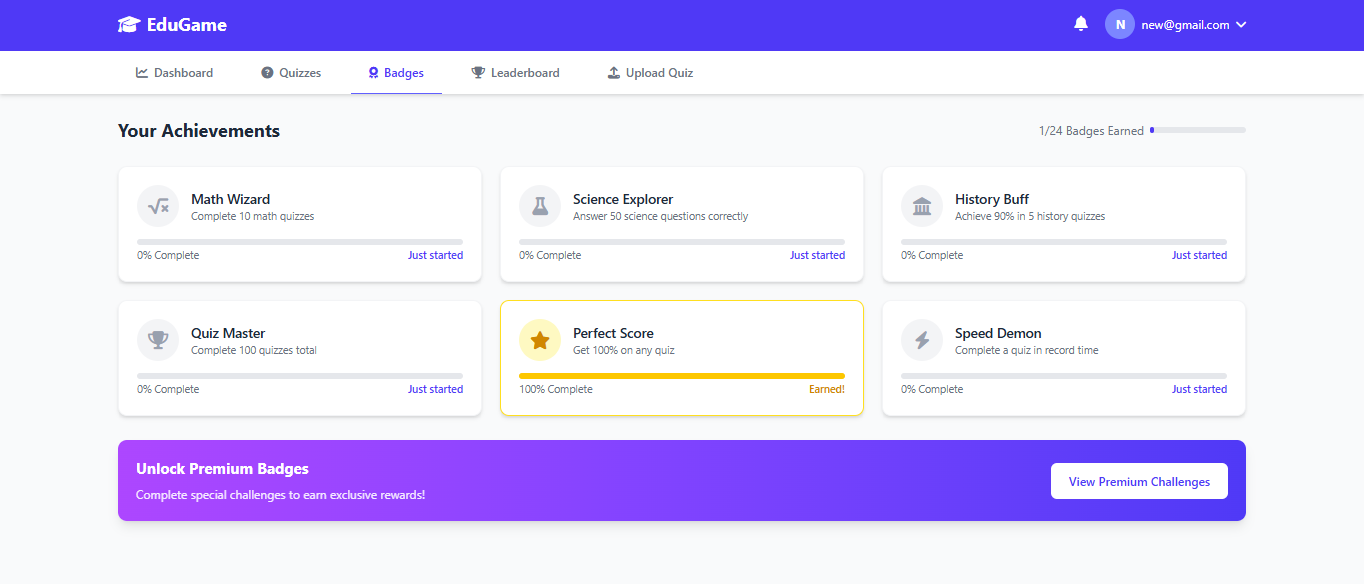 EduGame
N new@gmail.com
Dashboard Quizzes Badges Leaderboard Upload Quiz
Your Achievements
1/24 Badges Earned
Math Wizard
Complete 10 math quizzes
0% Complete Just started
Science Explorer
Answer 50 science questions correctly
0% Complete Just started
History Buff
Achieve 90% in 5 history quizzes
0% Complete Just started
Quiz Master
Complete 100 quizzes total
0% Complete Just started
Perfect Score
Get 100% on any quiz
100% Complete Earned!
Speed Demon
Complete a quiz in record time
0% Complete Just started
Unlock Premium Badges
Complete special challenges to earn exclusive rewards!
View Premium Challenges